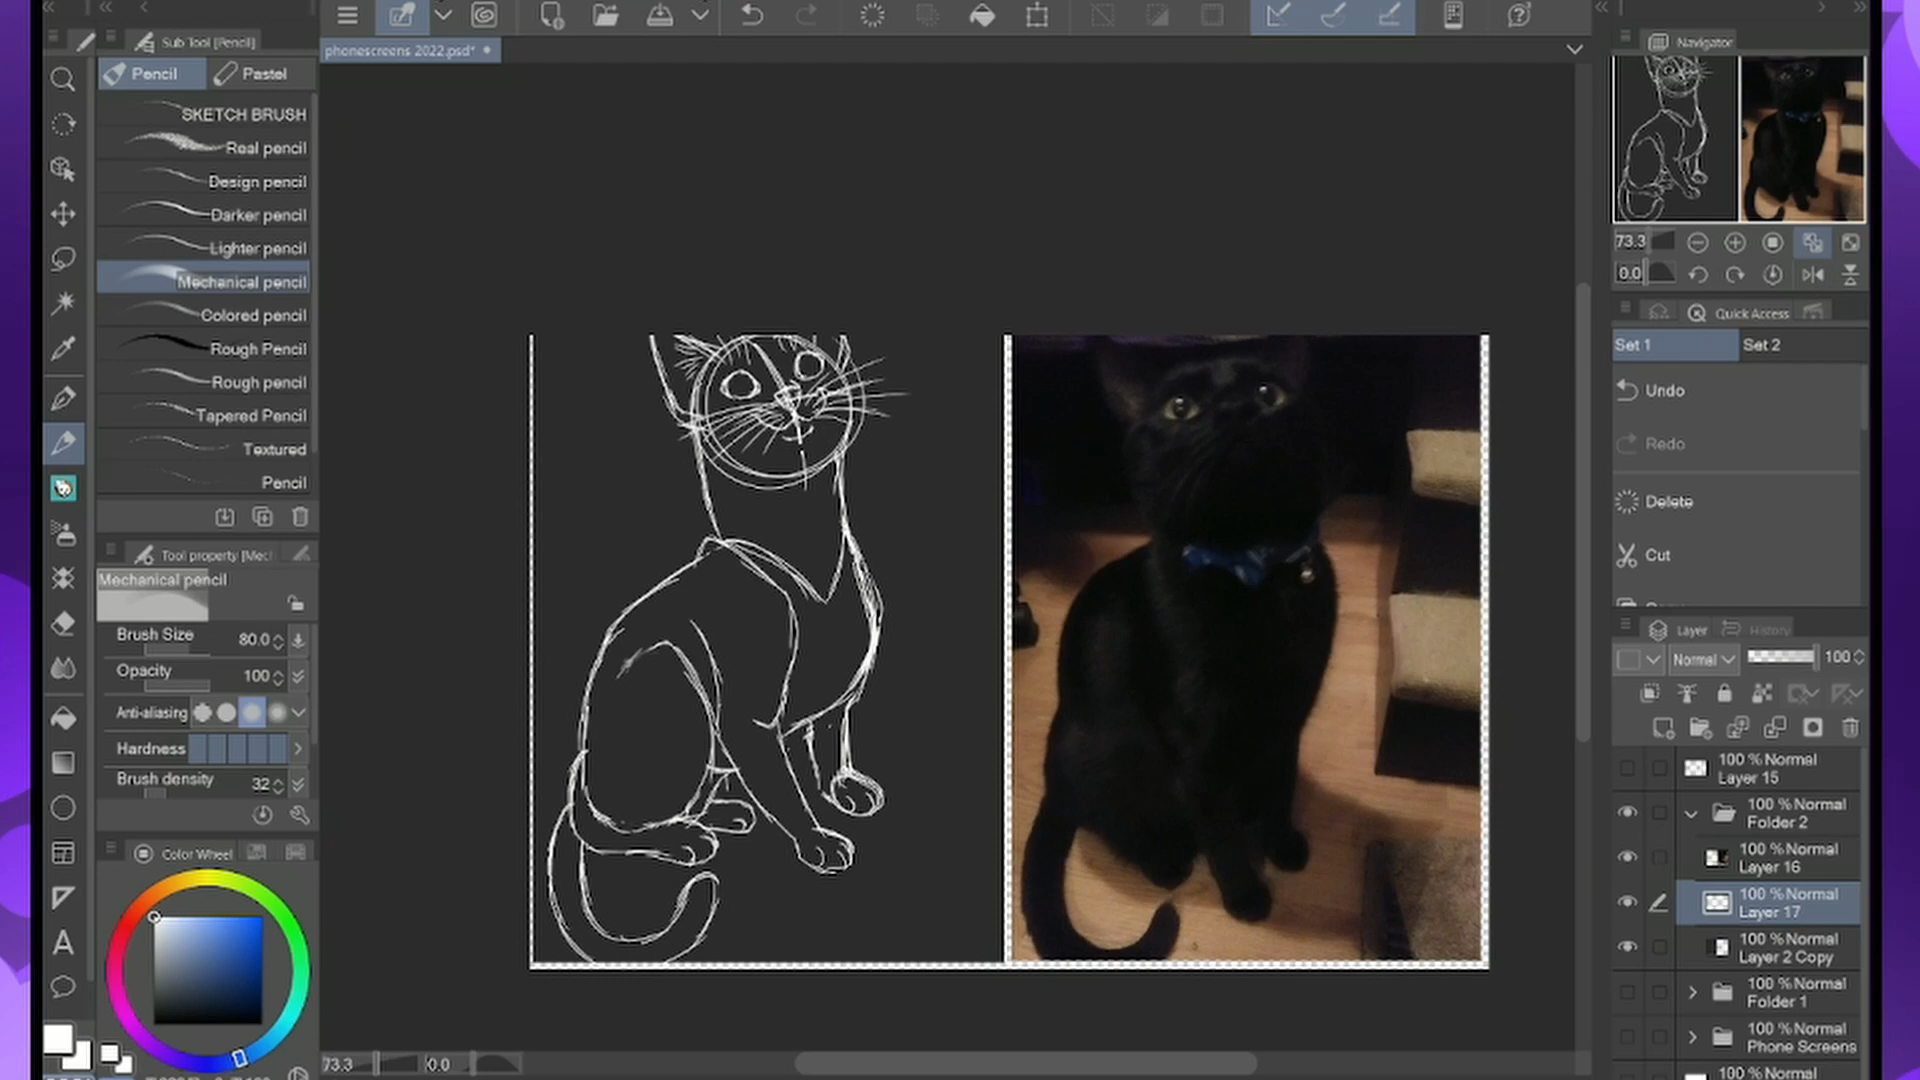 Sub Tool [Pencil]
Pencil
Pastel
SKETCH BRUSH
Real pencil
Design pencil
Darker pencil
Lighter pencil
Mechanical pencil
Colored pencil
Rough Pencil
Rough pencil
Tapered Pencil
Textured
Pencil
Tool property [Mec
Mechanical pencil
Brush Size 80.0
Opacity 100
Anti-aliasing
Hardness
Brush density 32
Color Wheel
phonescreens 2022.psd*
73.3
0.0
Navigator
73.3
0.0
Quick Access
Set 1
Set 2
Undo
Redo
Delete
Cut
Layer
History
Normal
100
100 % Normal
Layer 15
100 % Normal
Folder 2
100 % Normal
Layer 16
100 % Normal
Layer 17
100 % Normal
Layer 2 Copy
100 % Normal
Folder 1
100 % Normal
Phone Screens
100 % Normal